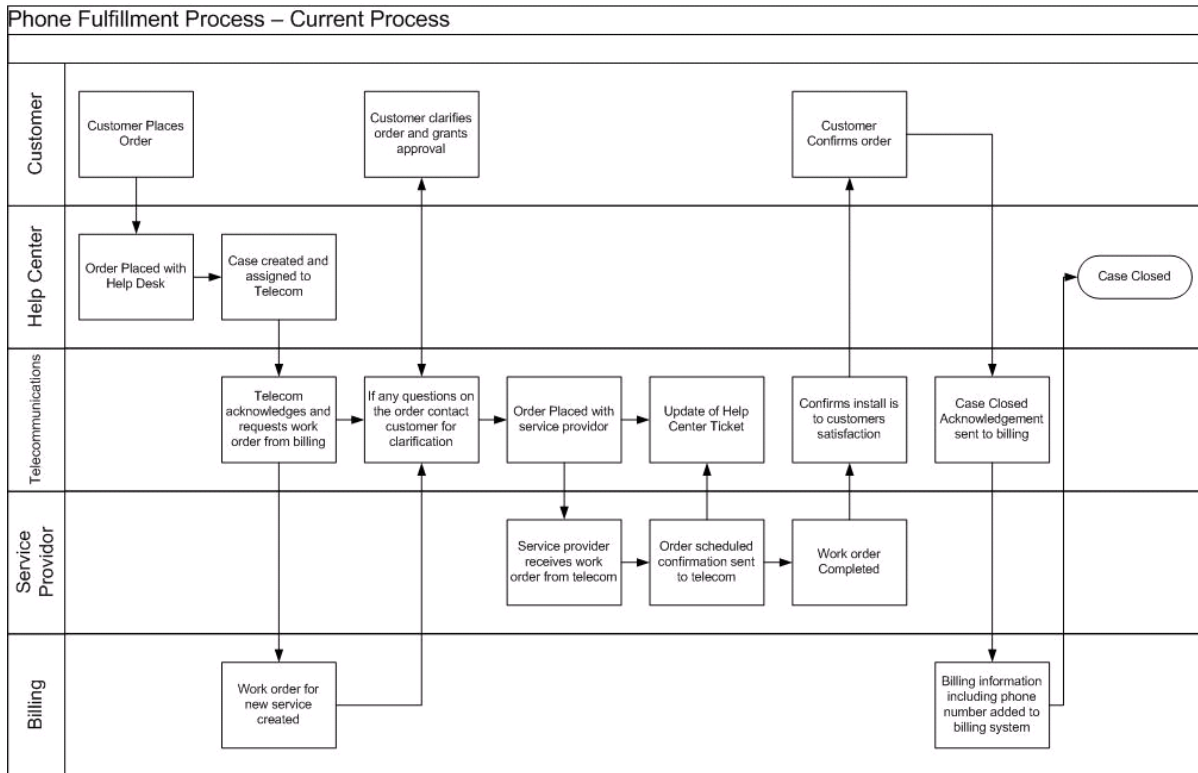 Phone Fulfillment Process – Current Process
Customer
Customer Places
Order
Customer clarifies
order and grants
approval
Customer
Confirms order
Help Center
Order Placed with
Help Desk
Case created and
assigned to
Telecom
Case Closed
Telecommunications
Telecom
acknowledges and
requests work
order from billing
If any questions on
the order contact
customer for
clarification
Order Placed with
service providor
Update of Help
Center Ticket
Confirms install is
to customers
satisfaction
Case Closed
Acknowledgement
sent to billing
Service
Providor
Service provider
receives work
order from telecom
Order scheduled
confirmation sent
to telecom
Work order
Completed
Billing
Work order for
new service
created
Billing information
including phone
number added to
billing system